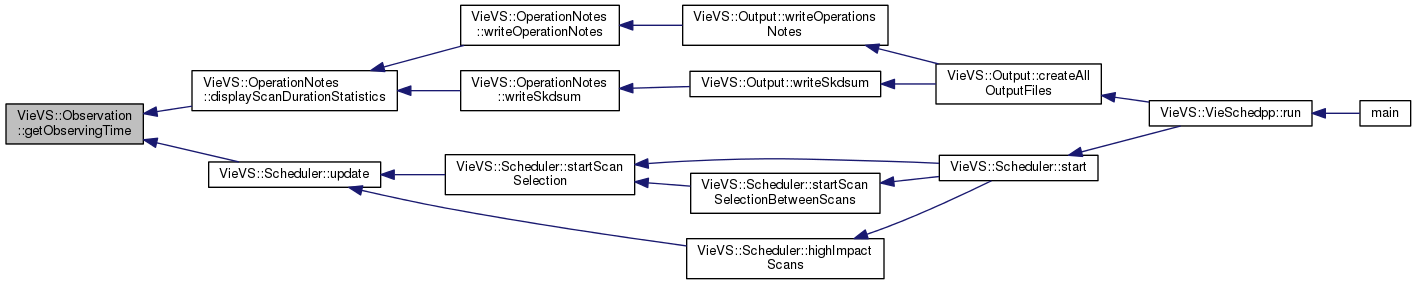 VieVS::Observation
::getObservingTime
VieVS::OperationNotes
::displayScanDurationStatistics
VieVS::OperationNotes
::writeOperationNotes
VieVS::Output::writeOperations
Notes
VieVS::Output::createAll
OutputFiles
VieVS::VieSchedpp::run
main
VieVS::OperationNotes
::writeSkdsum
VieVS::Output::writeSkdsum
VieVS::Scheduler::update
VieVS::Scheduler::startScan
Selection
VieVS::Scheduler::start
VieVS::Scheduler::startScan
SelectionBetweenScans
VieVS::Scheduler::highImpact
Scans